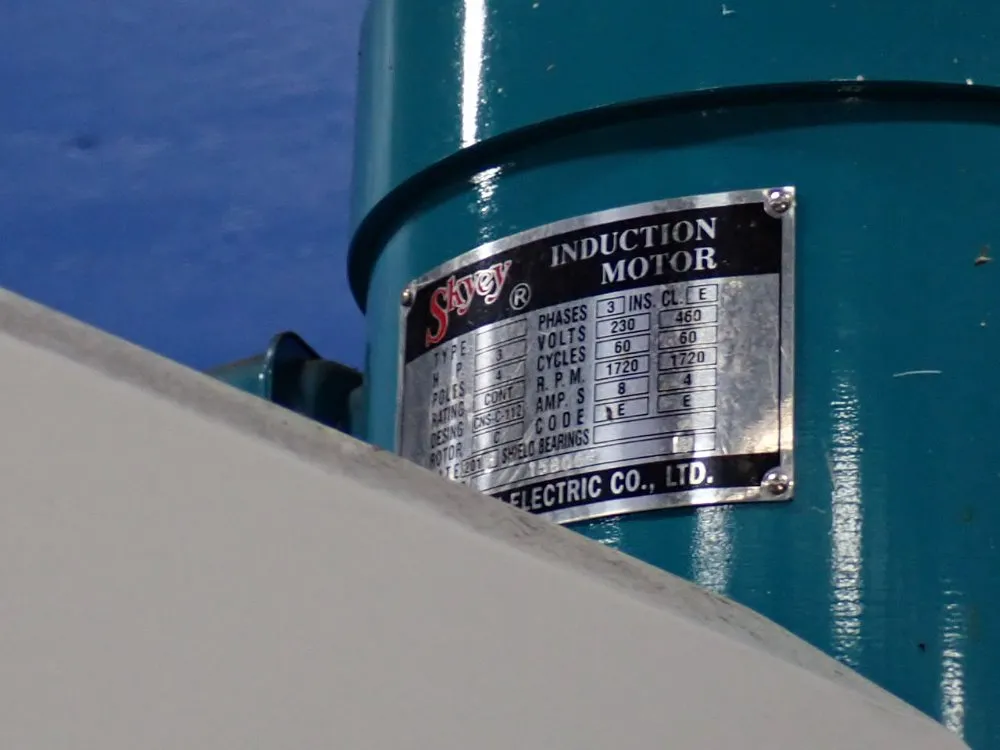 INDUCTION
MOTOR
Skyey ®
PHASES 3 INS. CL. E
TYPE VOLTS 230 460
H.P. 3 CYCLES 60 60
POLES 4 R.P.M. 1720 1720
RATING CONT AMP.S 8 4
DESING CNS-C-112 CODE E E
ROTOR C SHIELD BEARINGS
ELECTRIC CO., LTD.